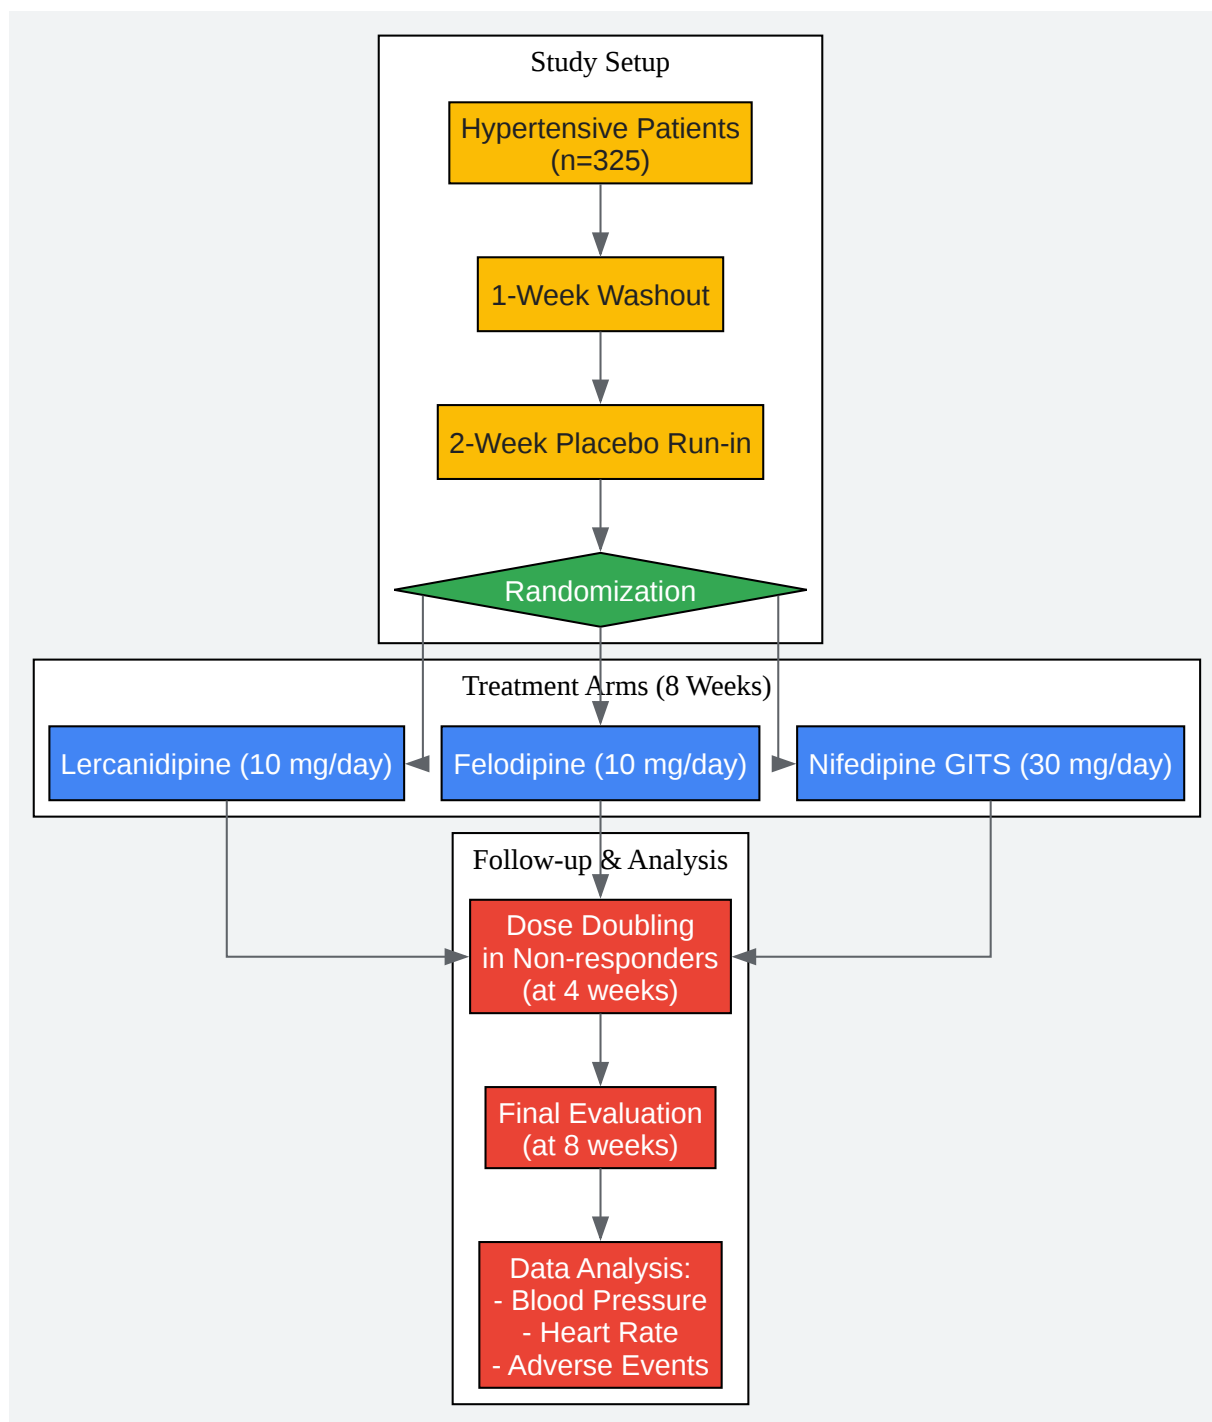 Study Setup
Hypertensive Patients
(n=325)
1-Week Washout
2-Week Placebo Run-in
Randomization
Treatment Arms (8 Weeks)
Lercanidipine (10 mg/day)
Felodipine (10 mg/day)
Nifedipine GITS (30 mg/day)
Follow-up & Analysis
Dose Doubling
in Non-responders
(at 4 weeks)
Final Evaluation
(at 8 weeks)
Data Analysis:
- Blood Pressure
- Heart Rate
- Adverse Events